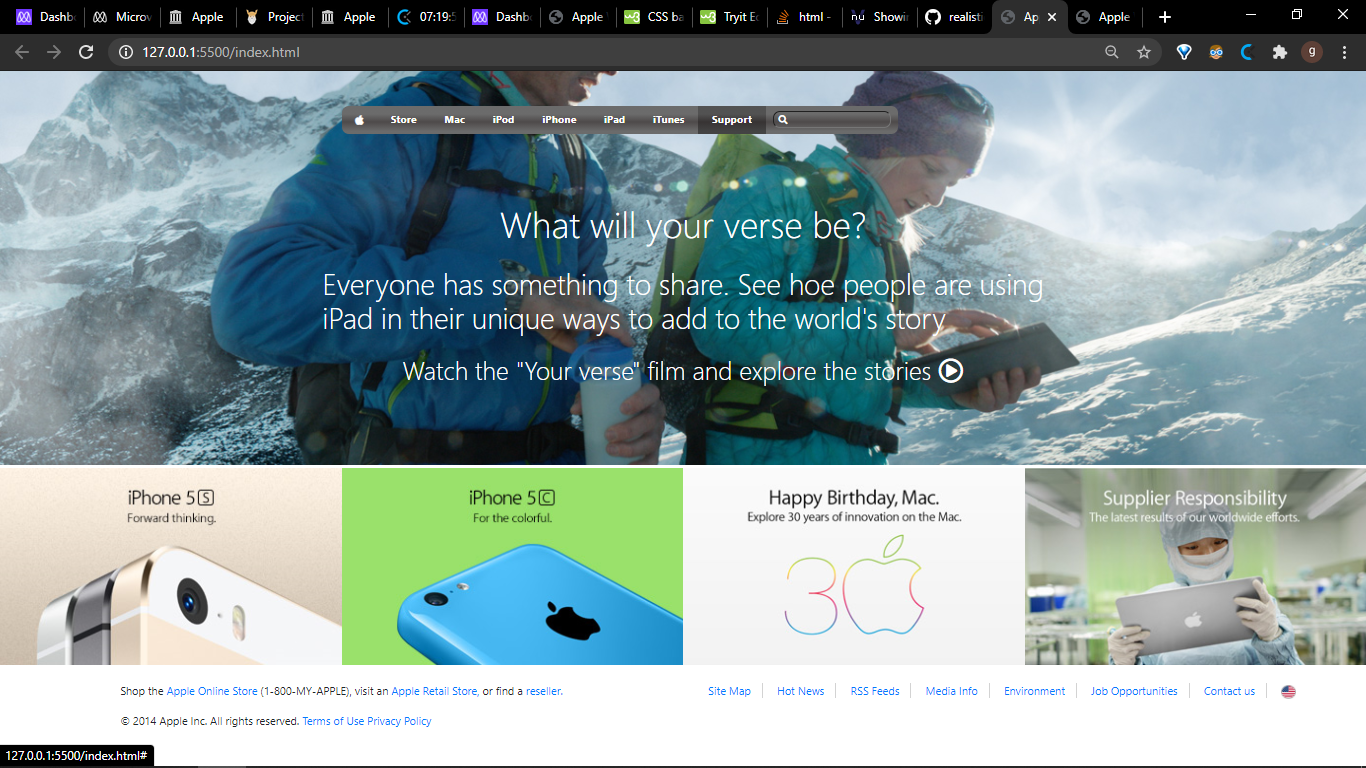 Dashb
Microv
Apple
Project
Apple
07:19:5
Dashb
Apple
CSS ba
Tryit Ed
html -
Showi
realisti
Ap
Apple
127.0.0.1:5500/index.html
g
Store Mac iPod iPhone iPad iTunes Support
What will your verse be?
Everyone has something to share. See hoe people are using
iPad in their unique ways to add to the world's story
Watch the "Your verse" film and explore the stories
iPhone 5S
Forward thinking.
iPhone 5C
For the colorful.
Happy Birthday, Mac.
Explore 30 years of innovation on the Mac.
30
Supplier Responsibility
The latest results of our worldwide efforts.
Shop the Apple Online Store (1-800-MY-APPLE), visit an Apple Retail Store, or find a reseller.
Site Map Hot News RSS Feeds Media Info Environment Job Opportunities Contact us
© 2014 Apple Inc. All rights reserved. Terms of Use Privacy Policy
127.0.0.1:5500/index.html#